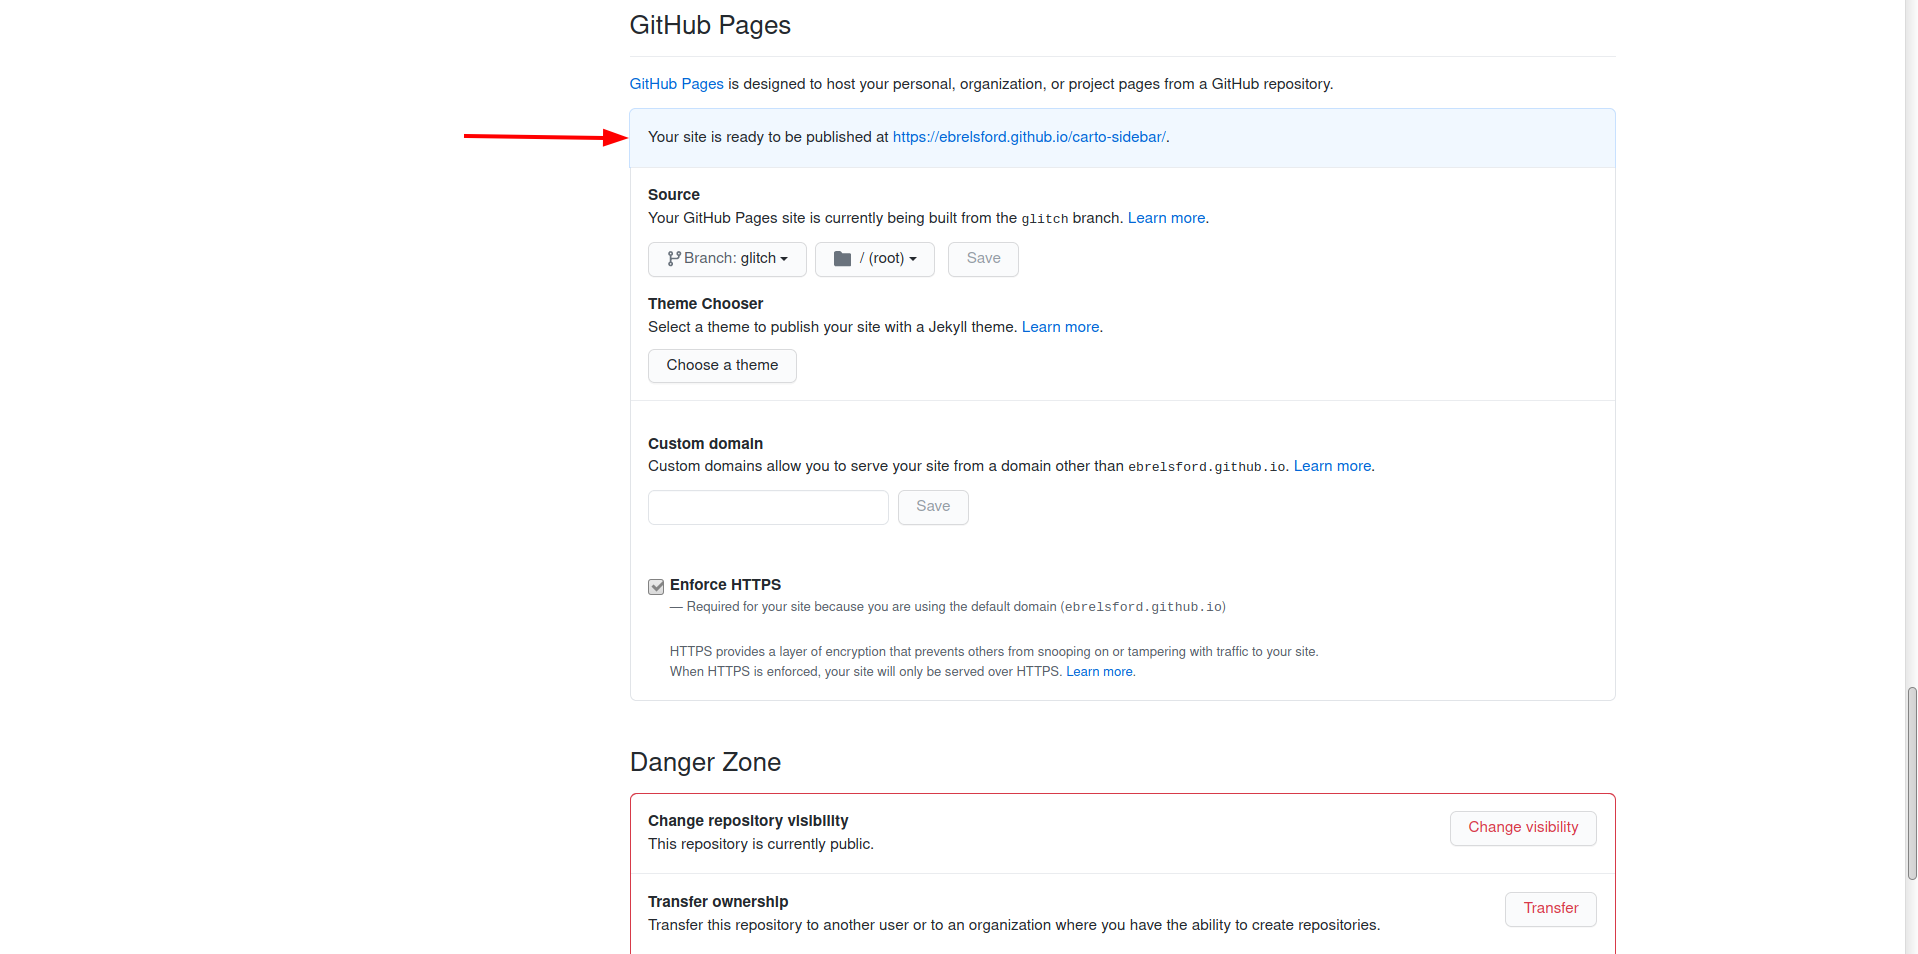 GitHub Pages
GitHub Pages is designed to host your personal, organization, or project pages from a GitHub repository.
Your site is ready to be published at https://ebrelsford.github.io/carto-sidebar/.
Source
Your GitHub Pages site is currently being built from the glitch branch. Learn more.
Branch: glitch / (root) Save
Theme Chooser
Select a theme to publish your site with a Jekyll theme. Learn more.
Choose a theme
Custom domain
Custom domains allow you to serve your site from a domain other than ebrelsford.github.io. Learn more.
Save
Enforce HTTPS
— Required for your site because you are using the default domain (ebrelsford.github.io)
HTTPS provides a layer of encryption that prevents others from snooping on or tampering with traffic to your site.
When HTTPS is enforced, your site will only be served over HTTPS. Learn more.
Danger Zone
Change repository visibility
This repository is currently public.
Change visibility
Transfer ownership
Transfer this repository to another user or to an organization where you have the ability to create repositories.
Transfer